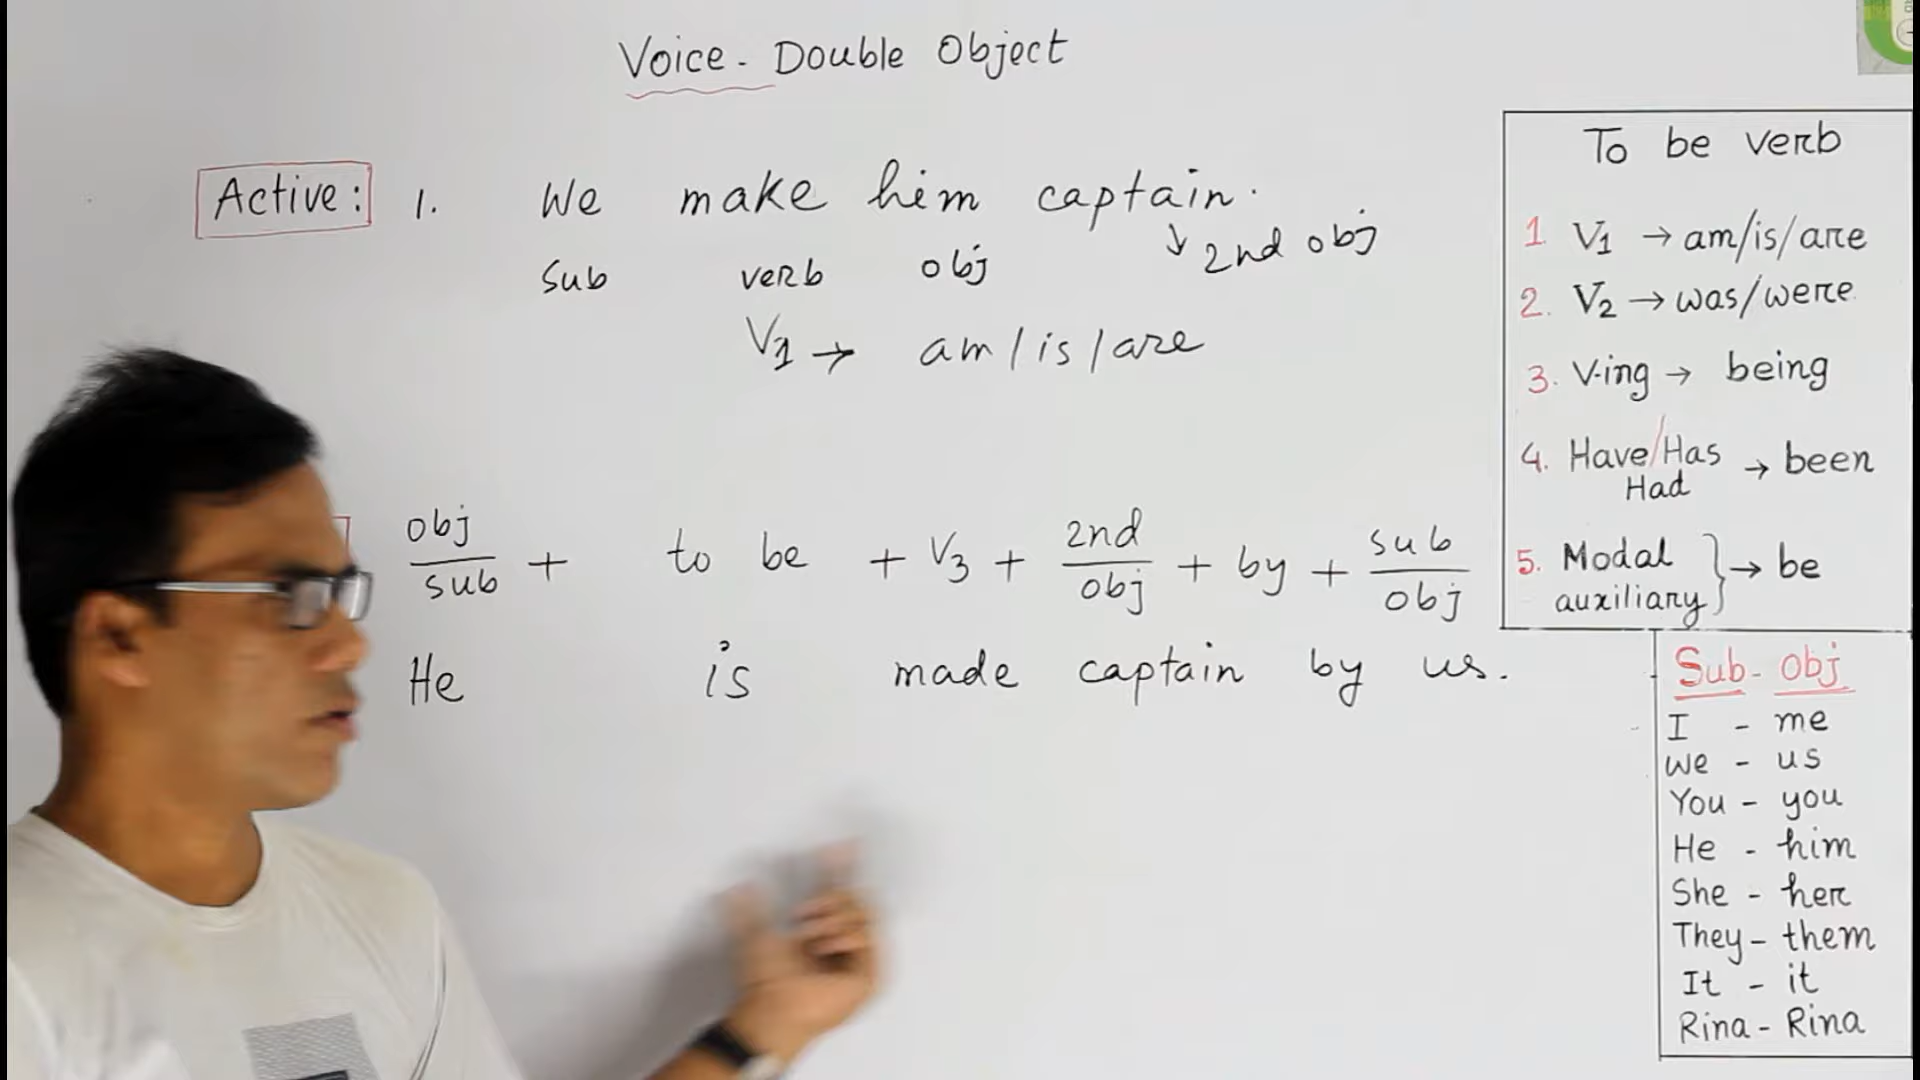 Voice - Double Object
Active: 1. We make him captain.
sub verb obj ↓ 2nd obj
V1 → am/is/are
obj/sub + to be + V3 + 2nd/obj + by + sub/obj
He is made captain by us.
To be verb
1. V1 → am/is/are
2. V2 → was/were
3. V-ing → being
4. Have/Has → been
Had
5. Modal
auxiliary } → be
Sub - Obj
I - me
We - us
You - you
He - him
She - her
They - them
It - it
Rina - Rina